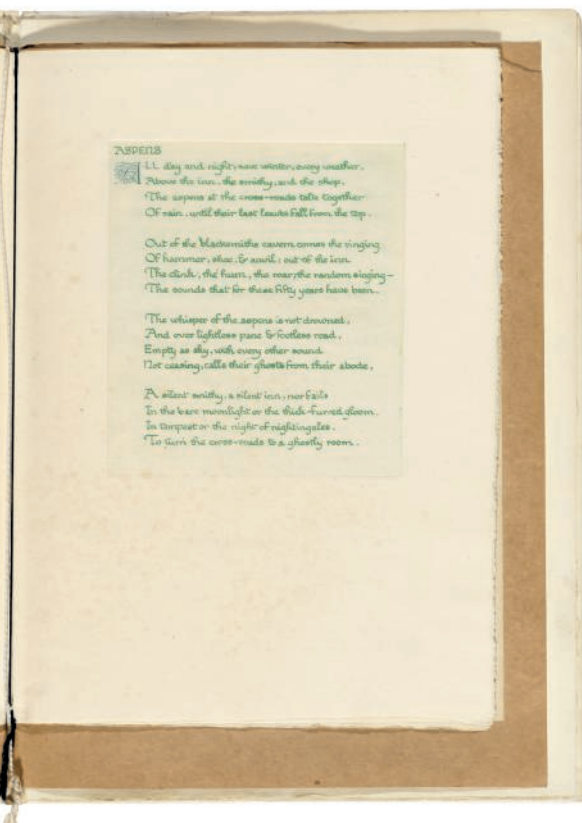 ASPENS
All day and night, save winter, every weather,
Above the inn, the smithy, and the shop,
The aspens at the cross-roads talk together
Of rain, until their last leaves fall from the top.
Out of the blacksmiths cavern comes the ringing
Of hammer, shoe, & anvil; out of the inn
The clink, the hum, the roar, the random singing—
The sounds that for these fifty years have been.
The whisper of the aspens is not drowned,
And over lightless pane & footless road,
Empty as sky, with every other sound
Not ceasing, calls their ghosts from their abode,
A silent smithy, a silent inn, nor fails
In the bare moonlight or the thick-furred gloom.
In tempest or the night of nightingales.
To turn the cross-roads to a ghostly room.